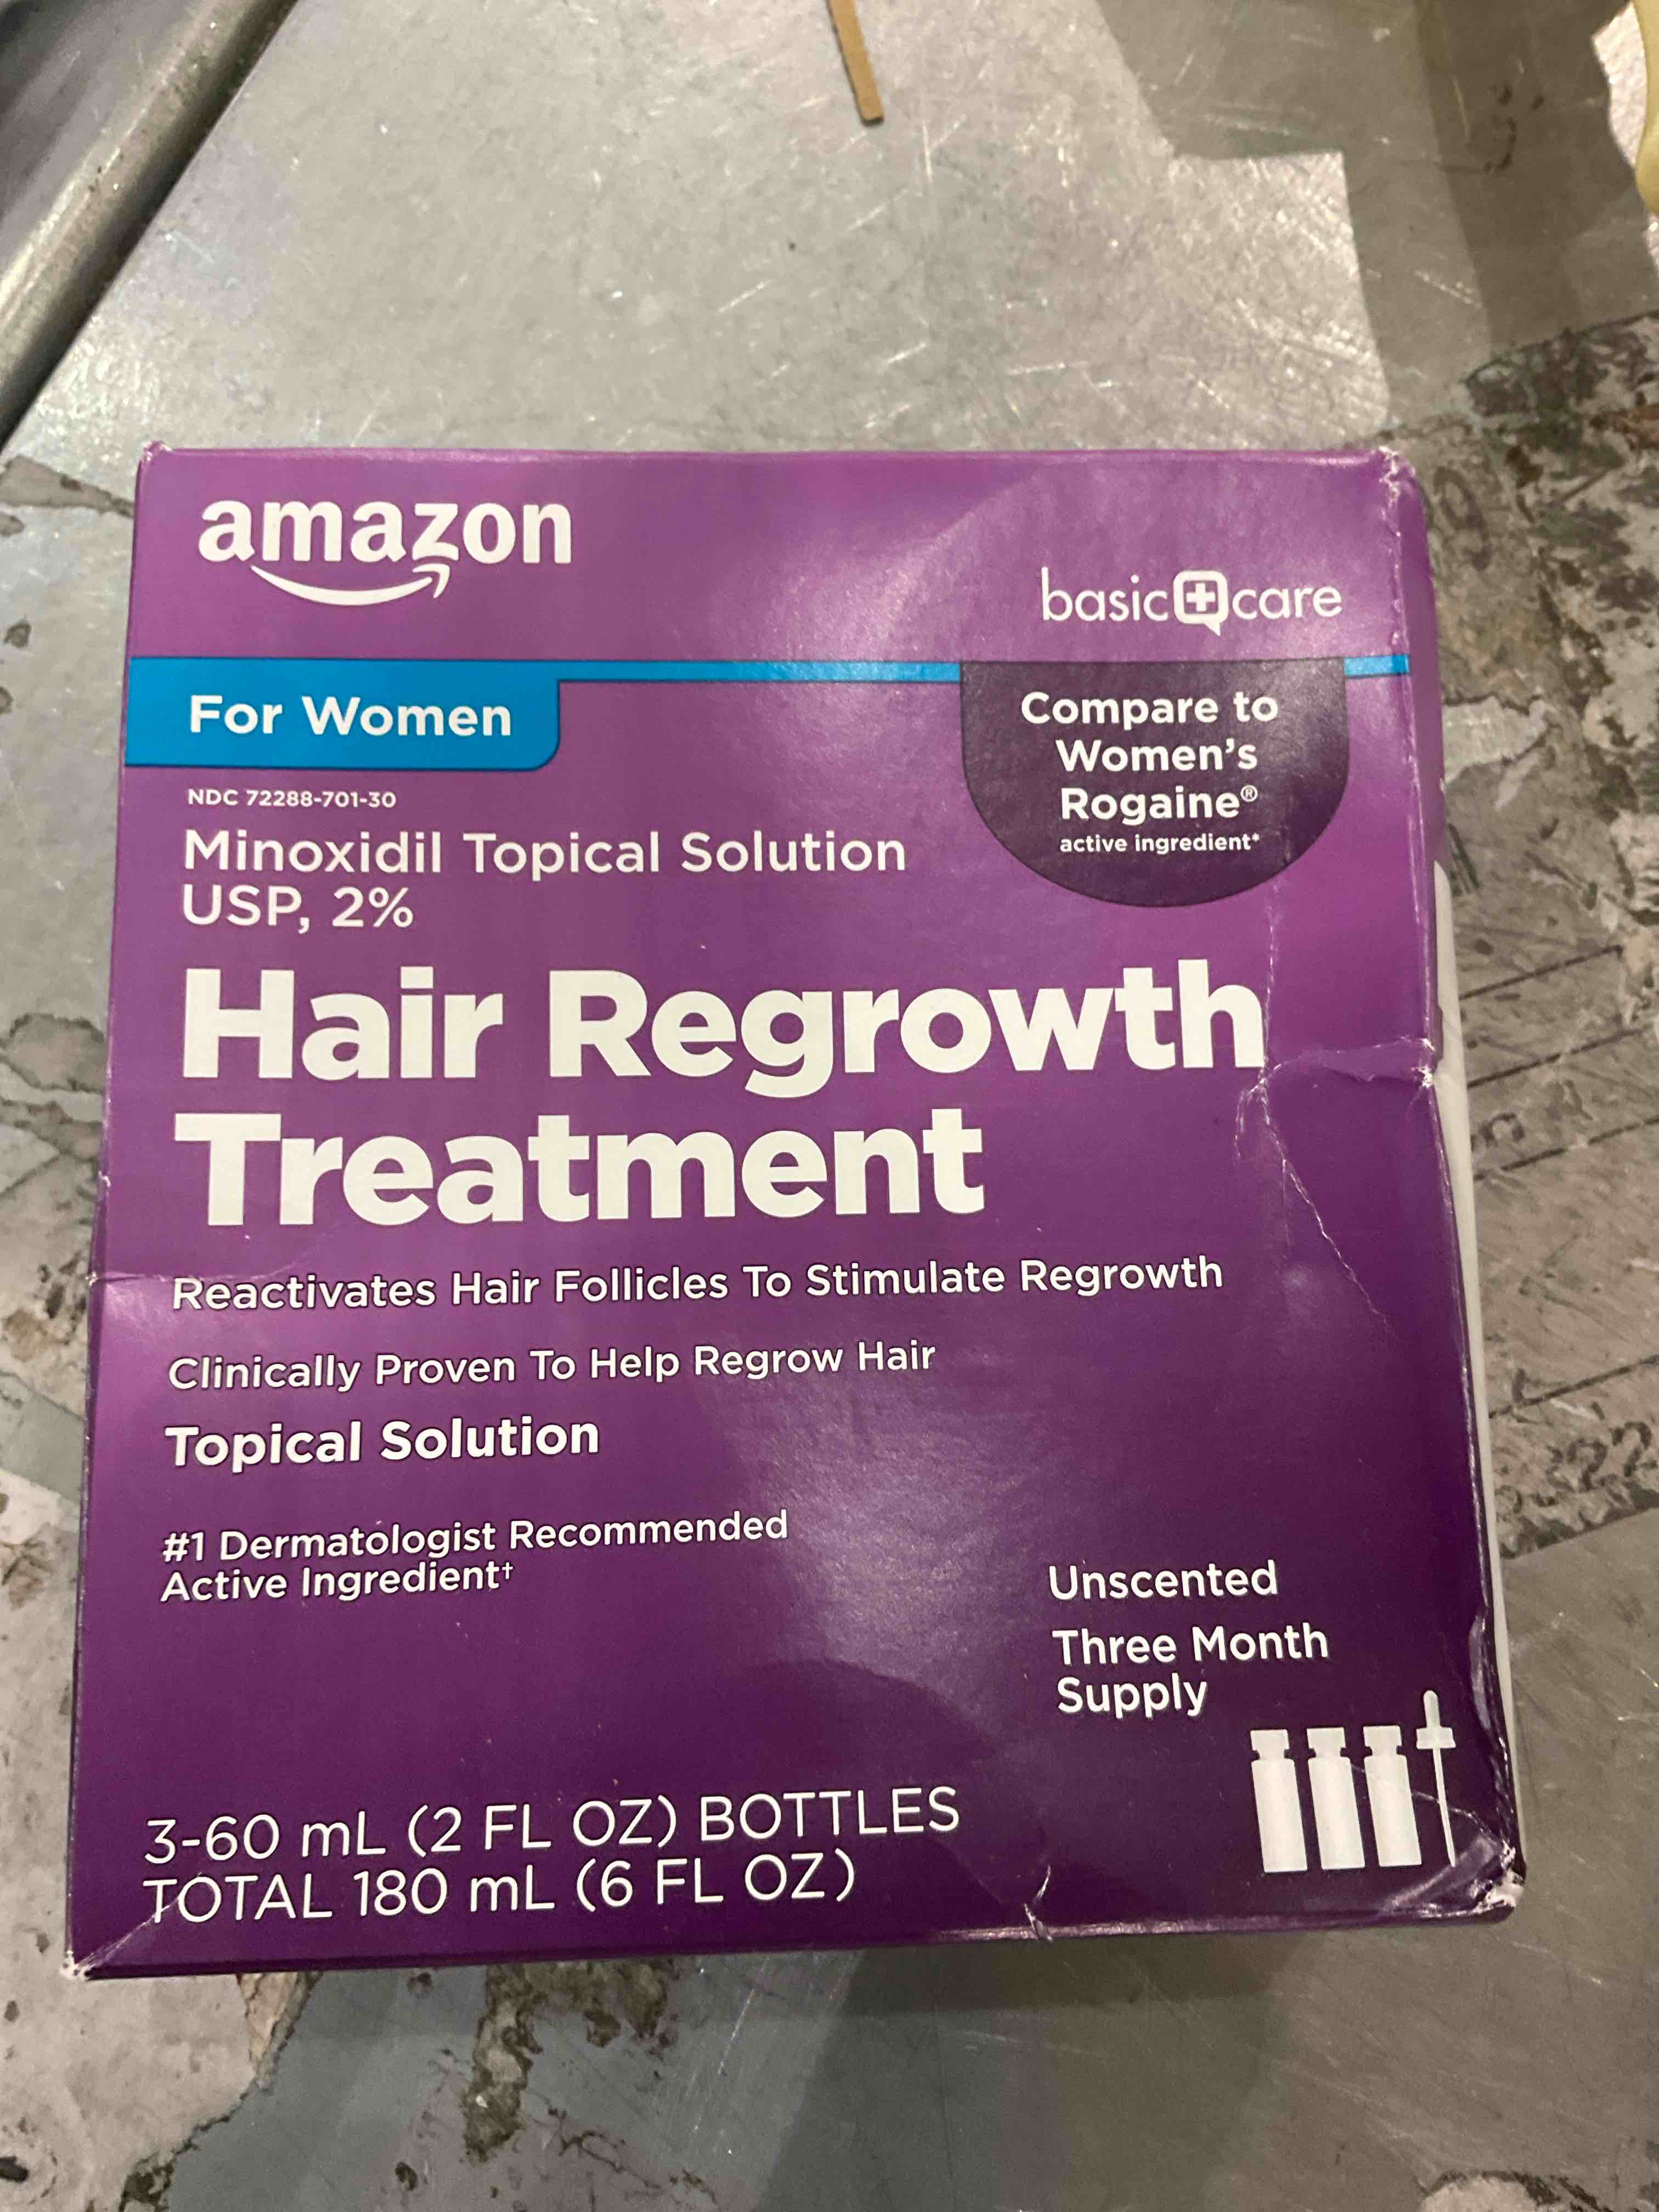 amazon
basic care
For Women
Compare to
Women's
Rogaine®
active ingredient*
NDC 72288-701-30
Minoxidil Topical Solution
USP, 2%
Hair Regrowth
Treatment
Reactivates Hair Follicles To Stimulate Regrowth
Clinically Proven To Help Regrow Hair
Topical Solution
#1 Dermatologist Recommended
Active Ingredient†
Unscented
Three Month
Supply
3-60 mL (2 FL OZ) BOTTLES
TOTAL 180 mL (6 FL OZ)